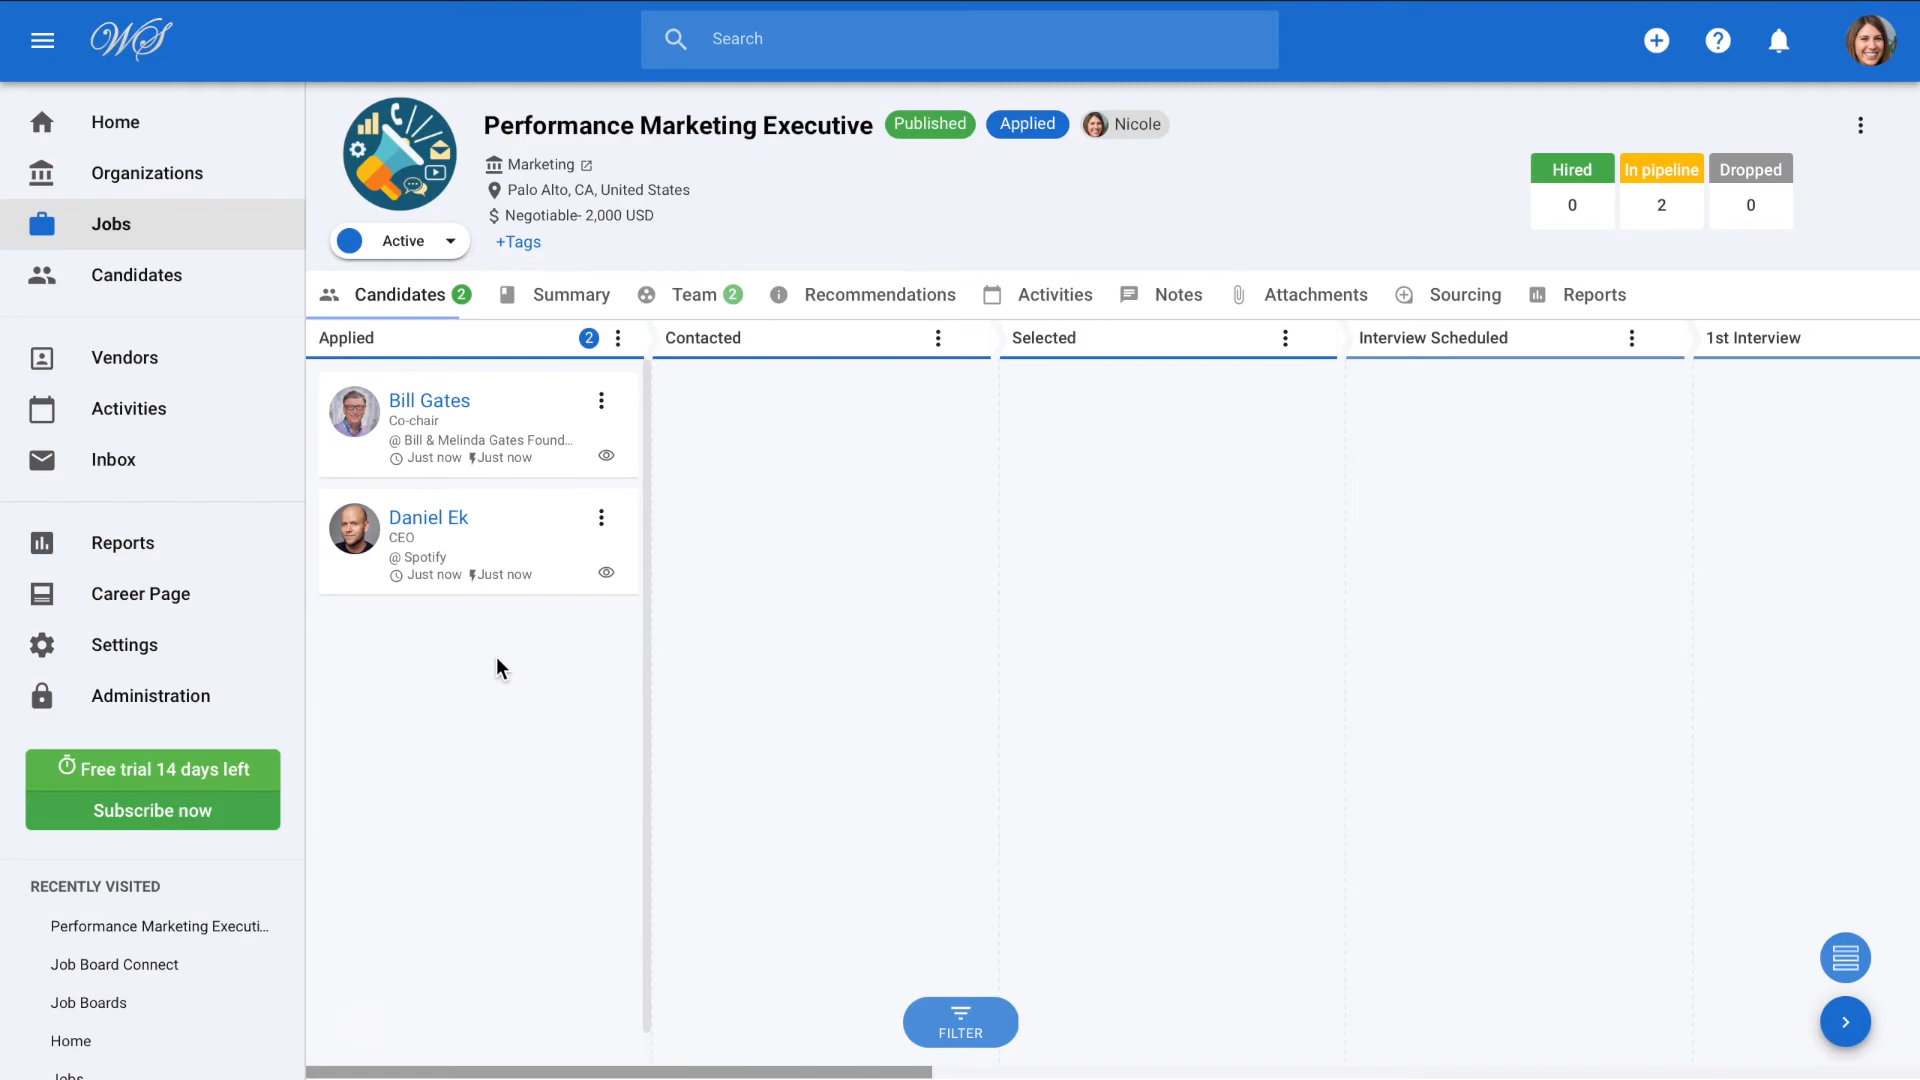 WS
Search
Home
Organizations
Jobs
Candidates
Vendors
Activities
Inbox
Reports
Career Page
Settings
Administration
Free trial 14 days left
Subscribe now
RECENTLY VISITED
Performance Marketing Executi...
Job Board Connect
Job Boards
Home
Jobs
Performance Marketing Executive
Published
Applied
Nicole
Marketing
Palo Alto, CA, United States
$ Negotiable- 2,000 USD
+Tags
Active
Hired
In pipeline
Dropped
0
2
0
Candidates 2
Summary
Team 2
Recommendations
Activities
Notes
Attachments
Sourcing
Reports
Applied 2
Contacted
Selected
Interview Scheduled
1st Interview
Bill Gates
Co-chair
@ Bill & Melinda Gates Found...
Just now Just now
Daniel Ek
CEO
@ Spotify
Just now Just now
FILTER